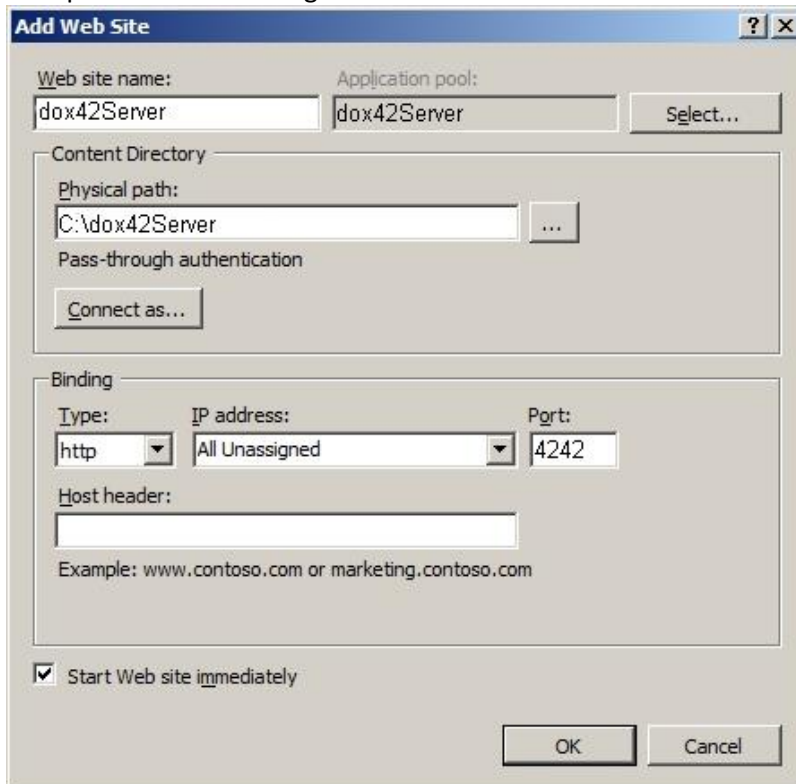 Add Web Site
Web site name: Application pool:
dox42Server dox42Server Select...
Content Directory
Physical path:
C:\dox42Server ...
Pass-through authentication
Connect as...
Binding
Type: IP address: Port:
http All Unassigned 4242
Host header:
Example: www.contoso.com or marketing.contoso.com
Start Web site immediately
OK Cancel